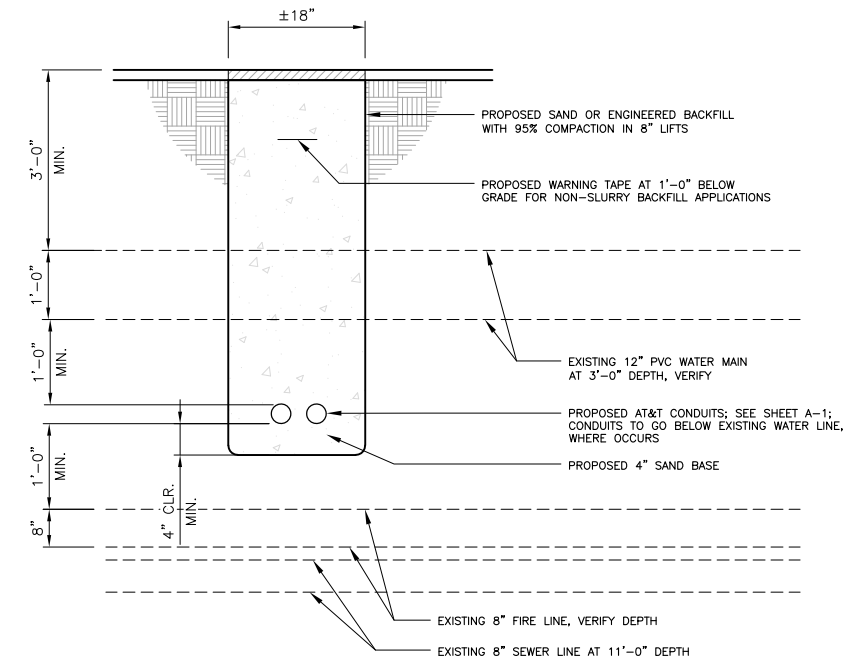 ±18"
3'-0"
MIN.
PROPOSED SAND OR ENGINEERED BACKFILL
WITH 95% COMPACTION IN 8" LIFTS
PROPOSED WARNING TAPE AT 1'-0" BELOW
GRADE FOR NON-SLURRY BACKFILL APPLICATIONS
1'-0"
EXISTING 12" PVC WATER MAIN
AT 3'-0" DEPTH, VERIFY
1'-0"
MIN.
PROPOSED AT&T CONDUITS; SEE SHEET A-1;
CONDUITS TO GO BELOW EXISTING WATER LINE,
WHERE OCCURS
PROPOSED 4" SAND BASE
1'-0"
MIN.
4" CLR.
MIN.
8"
EXISTING 8" FIRE LINE, VERIFY DEPTH
EXISTING 8" SEWER LINE AT 11'-0" DEPTH